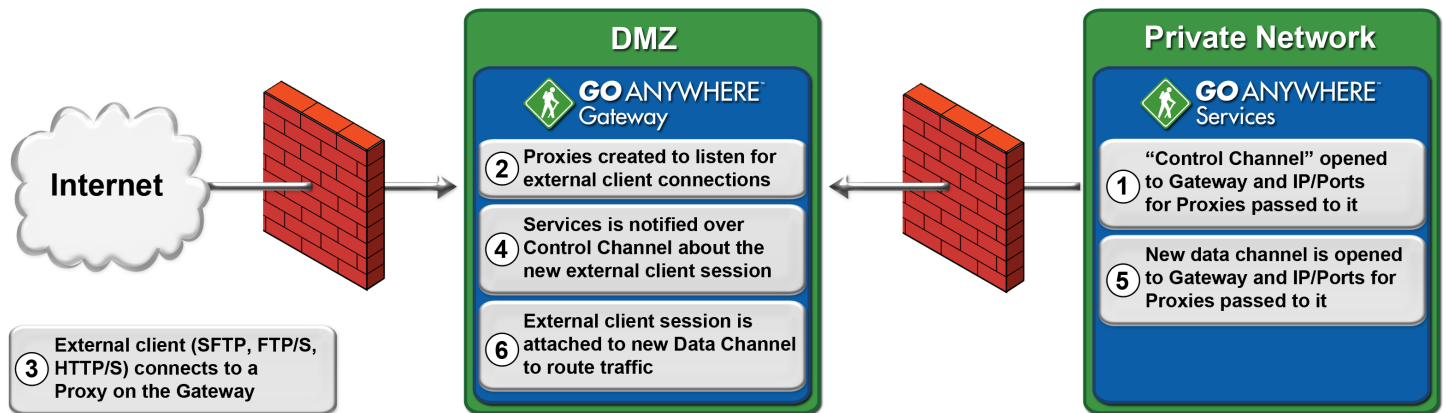 Internet
3
External client (SFTP, FTP/S,
HTTP/S) connects to a
Proxy on the Gateway
DMZ
GO ANYWHERE™
Gateway
2
Proxies created to listen for
external client connections
4
Services is notified over
Control Channel about the
new external client session
6
External client session is
attached to new Data Channel
to route traffic
Private Network
GO ANYWHERE™
Services
1
“Control Channel” opened
to Gateway and IP/Ports
for Proxies passed to it
5
New data channel is opened
to Gateway and IP/Ports for
Proxies passed to it